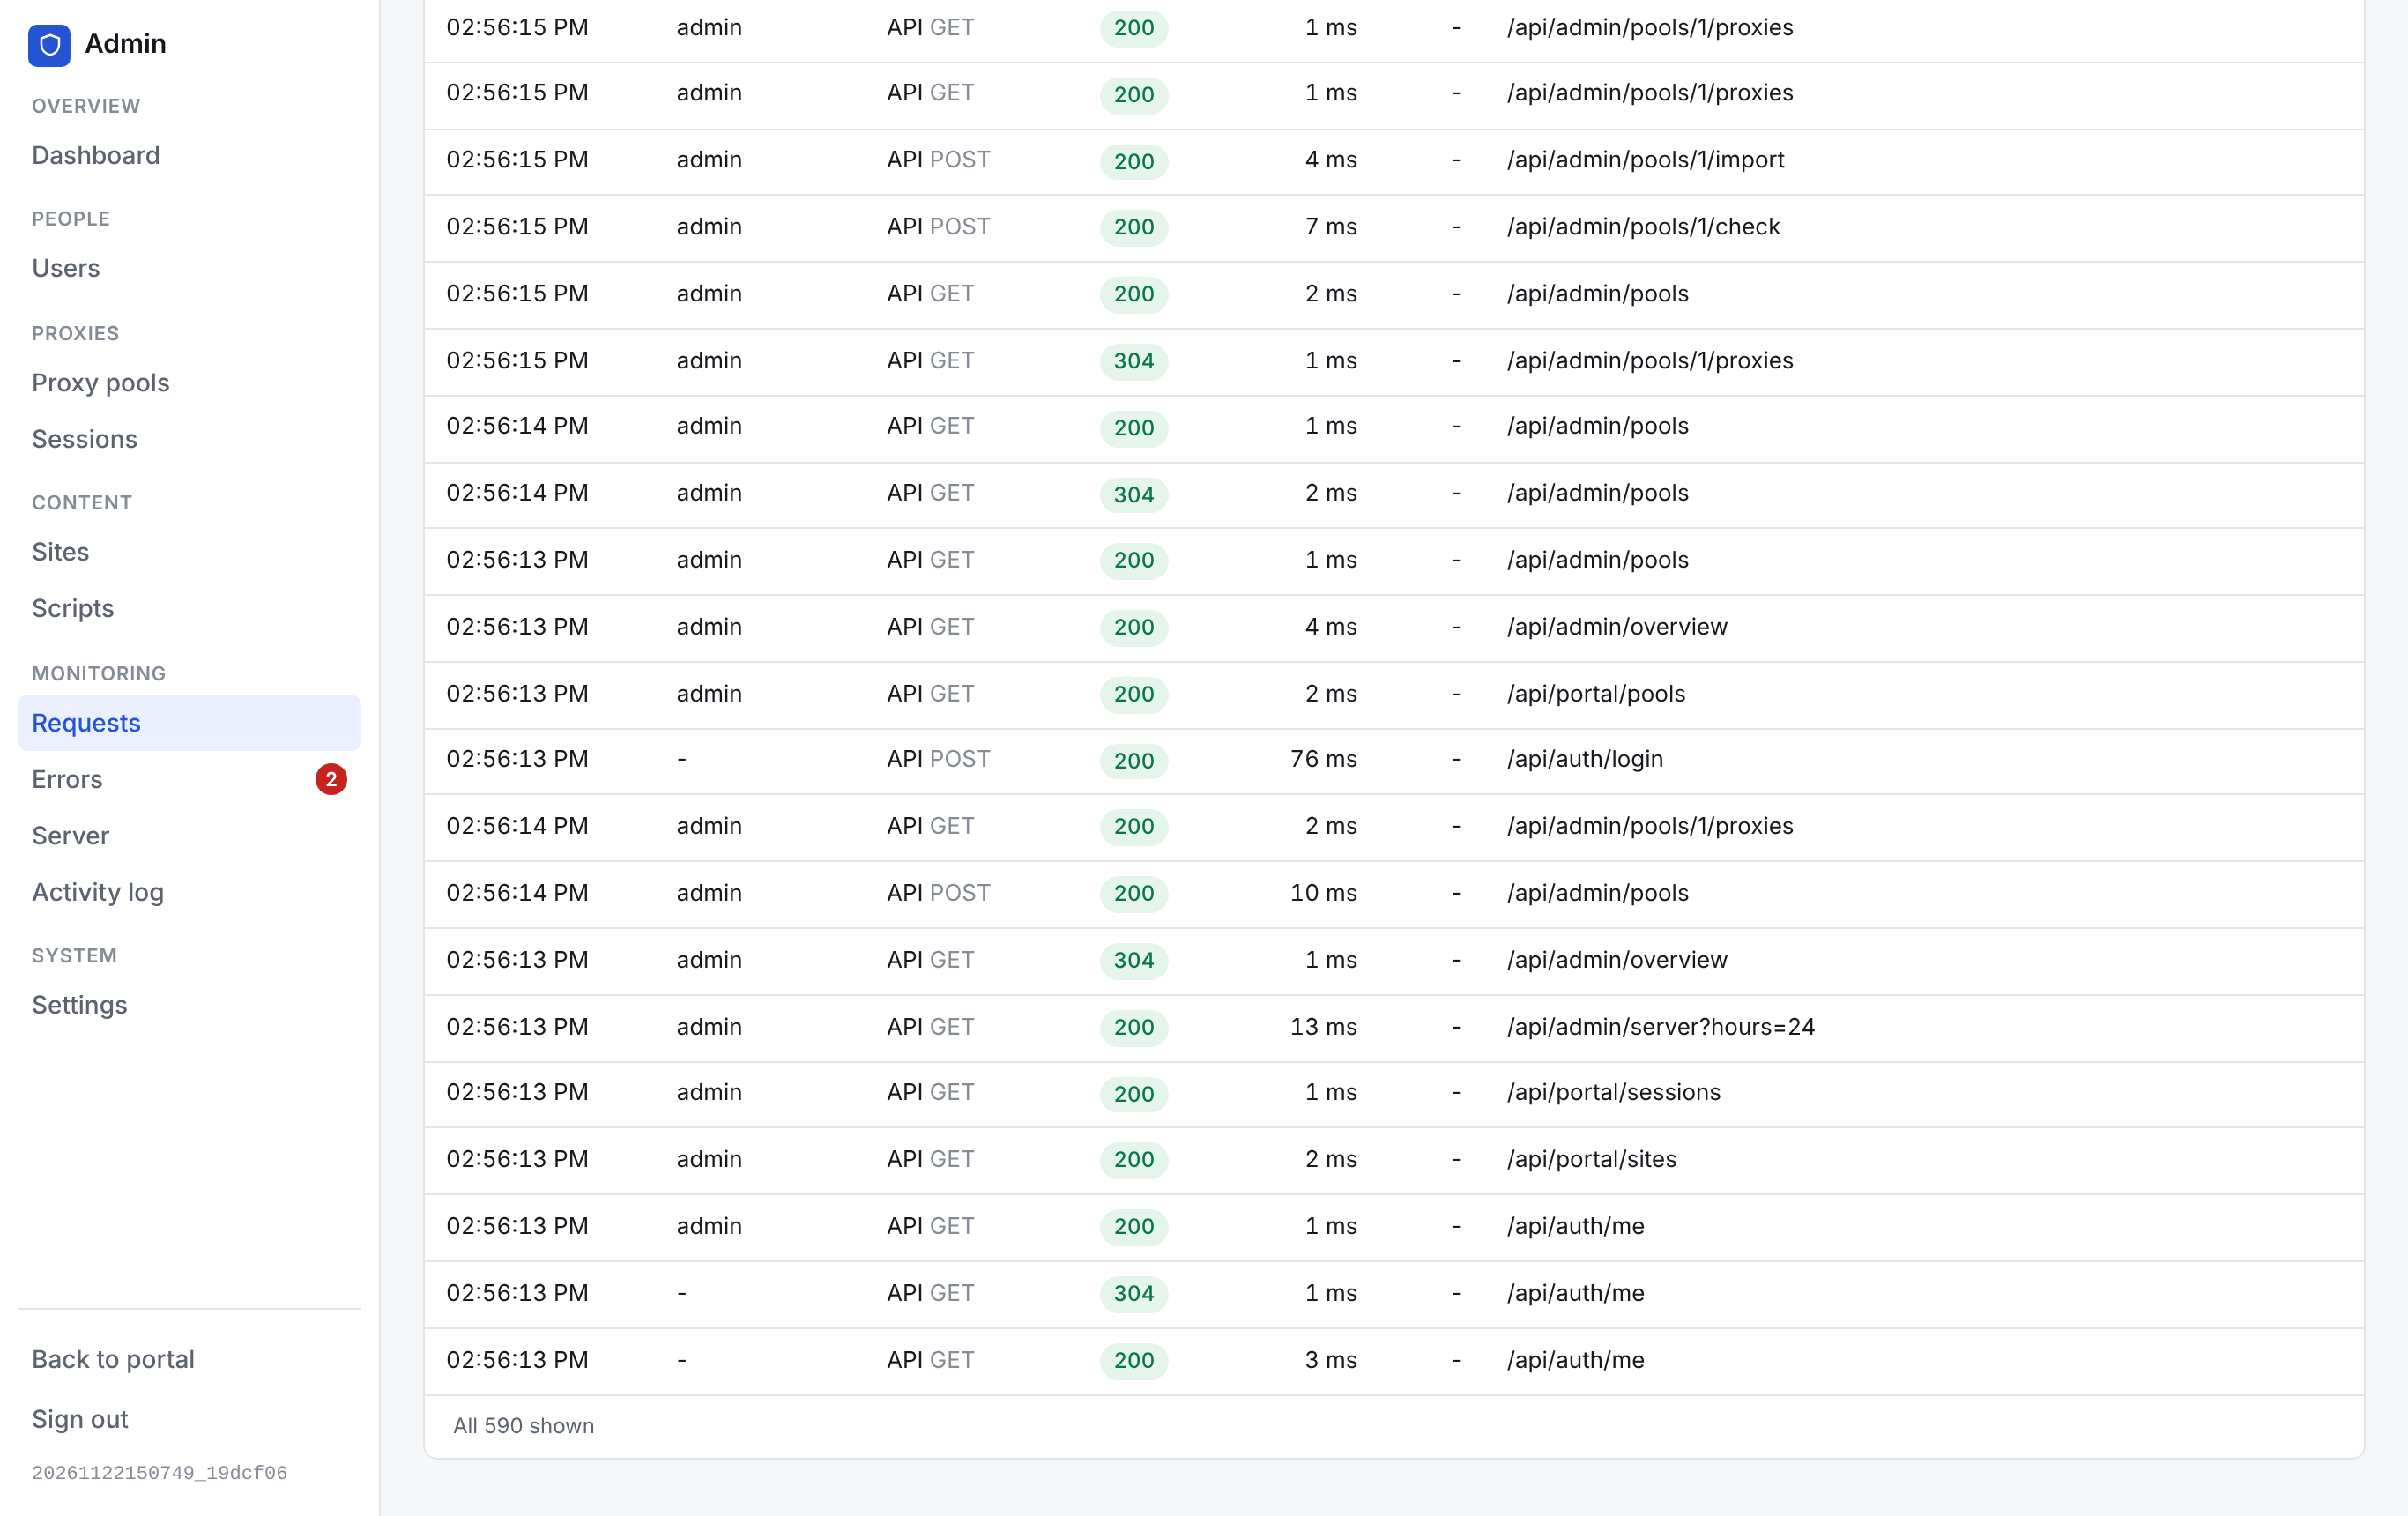 Admin
OVERVIEW
Dashboard
PEOPLE
Users
PROXIES
Proxy pools
Sessions
CONTENT
Sites
Scripts
MONITORING
Requests
Errors 2
Server
Activity log
SYSTEM
Settings
Back to portal
Sign out
20261122150749_19dcf06
02:56:15 PM admin API GET 200 1 ms - /api/admin/pools/1/proxies
02:56:15 PM admin API GET 200 1 ms - /api/admin/pools/1/proxies
02:56:15 PM admin API POST 200 4 ms - /api/admin/pools/1/import
02:56:15 PM admin API POST 200 7 ms - /api/admin/pools/1/check
02:56:15 PM admin API GET 200 2 ms - /api/admin/pools
02:56:15 PM admin API GET 304 1 ms - /api/admin/pools/1/proxies
02:56:14 PM admin API GET 200 1 ms - /api/admin/pools
02:56:14 PM admin API GET 304 2 ms - /api/admin/pools
02:56:13 PM admin API GET 200 1 ms - /api/admin/pools
02:56:13 PM admin API GET 200 4 ms - /api/admin/overview
02:56:13 PM admin API GET 200 2 ms - /api/portal/pools
02:56:13 PM - API POST 200 76 ms - /api/auth/login
02:56:14 PM admin API GET 200 2 ms - /api/admin/pools/1/proxies
02:56:14 PM admin API POST 200 10 ms - /api/admin/pools
02:56:13 PM admin API GET 304 1 ms - /api/admin/overview
02:56:13 PM admin API GET 200 13 ms - /api/admin/server?hours=24
02:56:13 PM admin API GET 200 1 ms - /api/portal/sessions
02:56:13 PM admin API GET 200 2 ms - /api/portal/sites
02:56:13 PM admin API GET 200 1 ms - /api/auth/me
02:56:13 PM - API GET 304 1 ms - /api/auth/me
02:56:13 PM - API GET 200 3 ms - /api/auth/me
All 590 shown